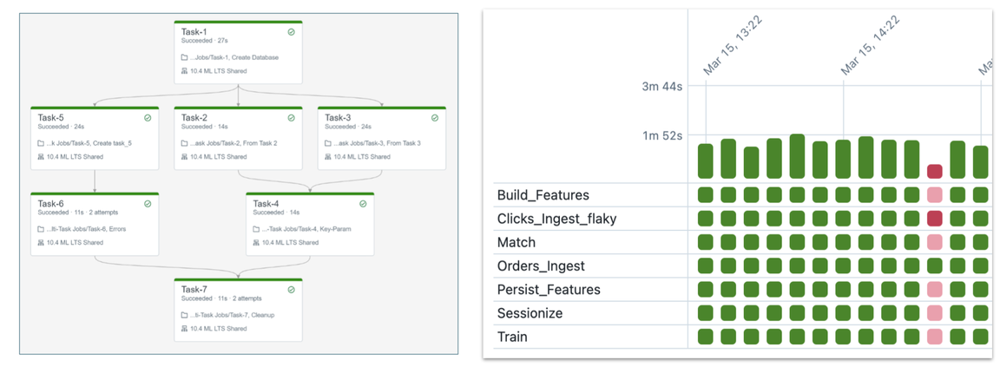 Task-1
Succeeded · 27s
...Jobs/Task-1, Create Database
10.4 ML LTS Shared
Task-5
Succeeded · 24s
...k Jobs/Task-5, Create task_5
10.4 ML LTS Shared
Task-2
Succeeded · 14s
...ask Jobs/Task-2, From Task 2
10.4 ML LTS Shared
Task-3
Succeeded · 24s
...ask Jobs/Task-3, From Task 3
10.4 ML LTS Shared
Task-6
Succeeded · 11s · 2 attempts
...lti-Task Jobs/Task-6, Errors
10.4 ML LTS Shared
Task-4
Succeeded · 14s
...-Task Jobs/Task-4, Key-Param
10.4 ML LTS Shared
Task-7
Succeeded · 11s · 2 attempts
...ti-Task Jobs/Task-7, Cleanup
10.4 ML LTS Shared
Mar 15, 13:22
Mar 15, 14:22
Ma
3m 44s
1m 52s
Build_Features
Clicks_Ingest_flaky
Match
Orders_Ingest
Persist_Features
Sessionize
Train